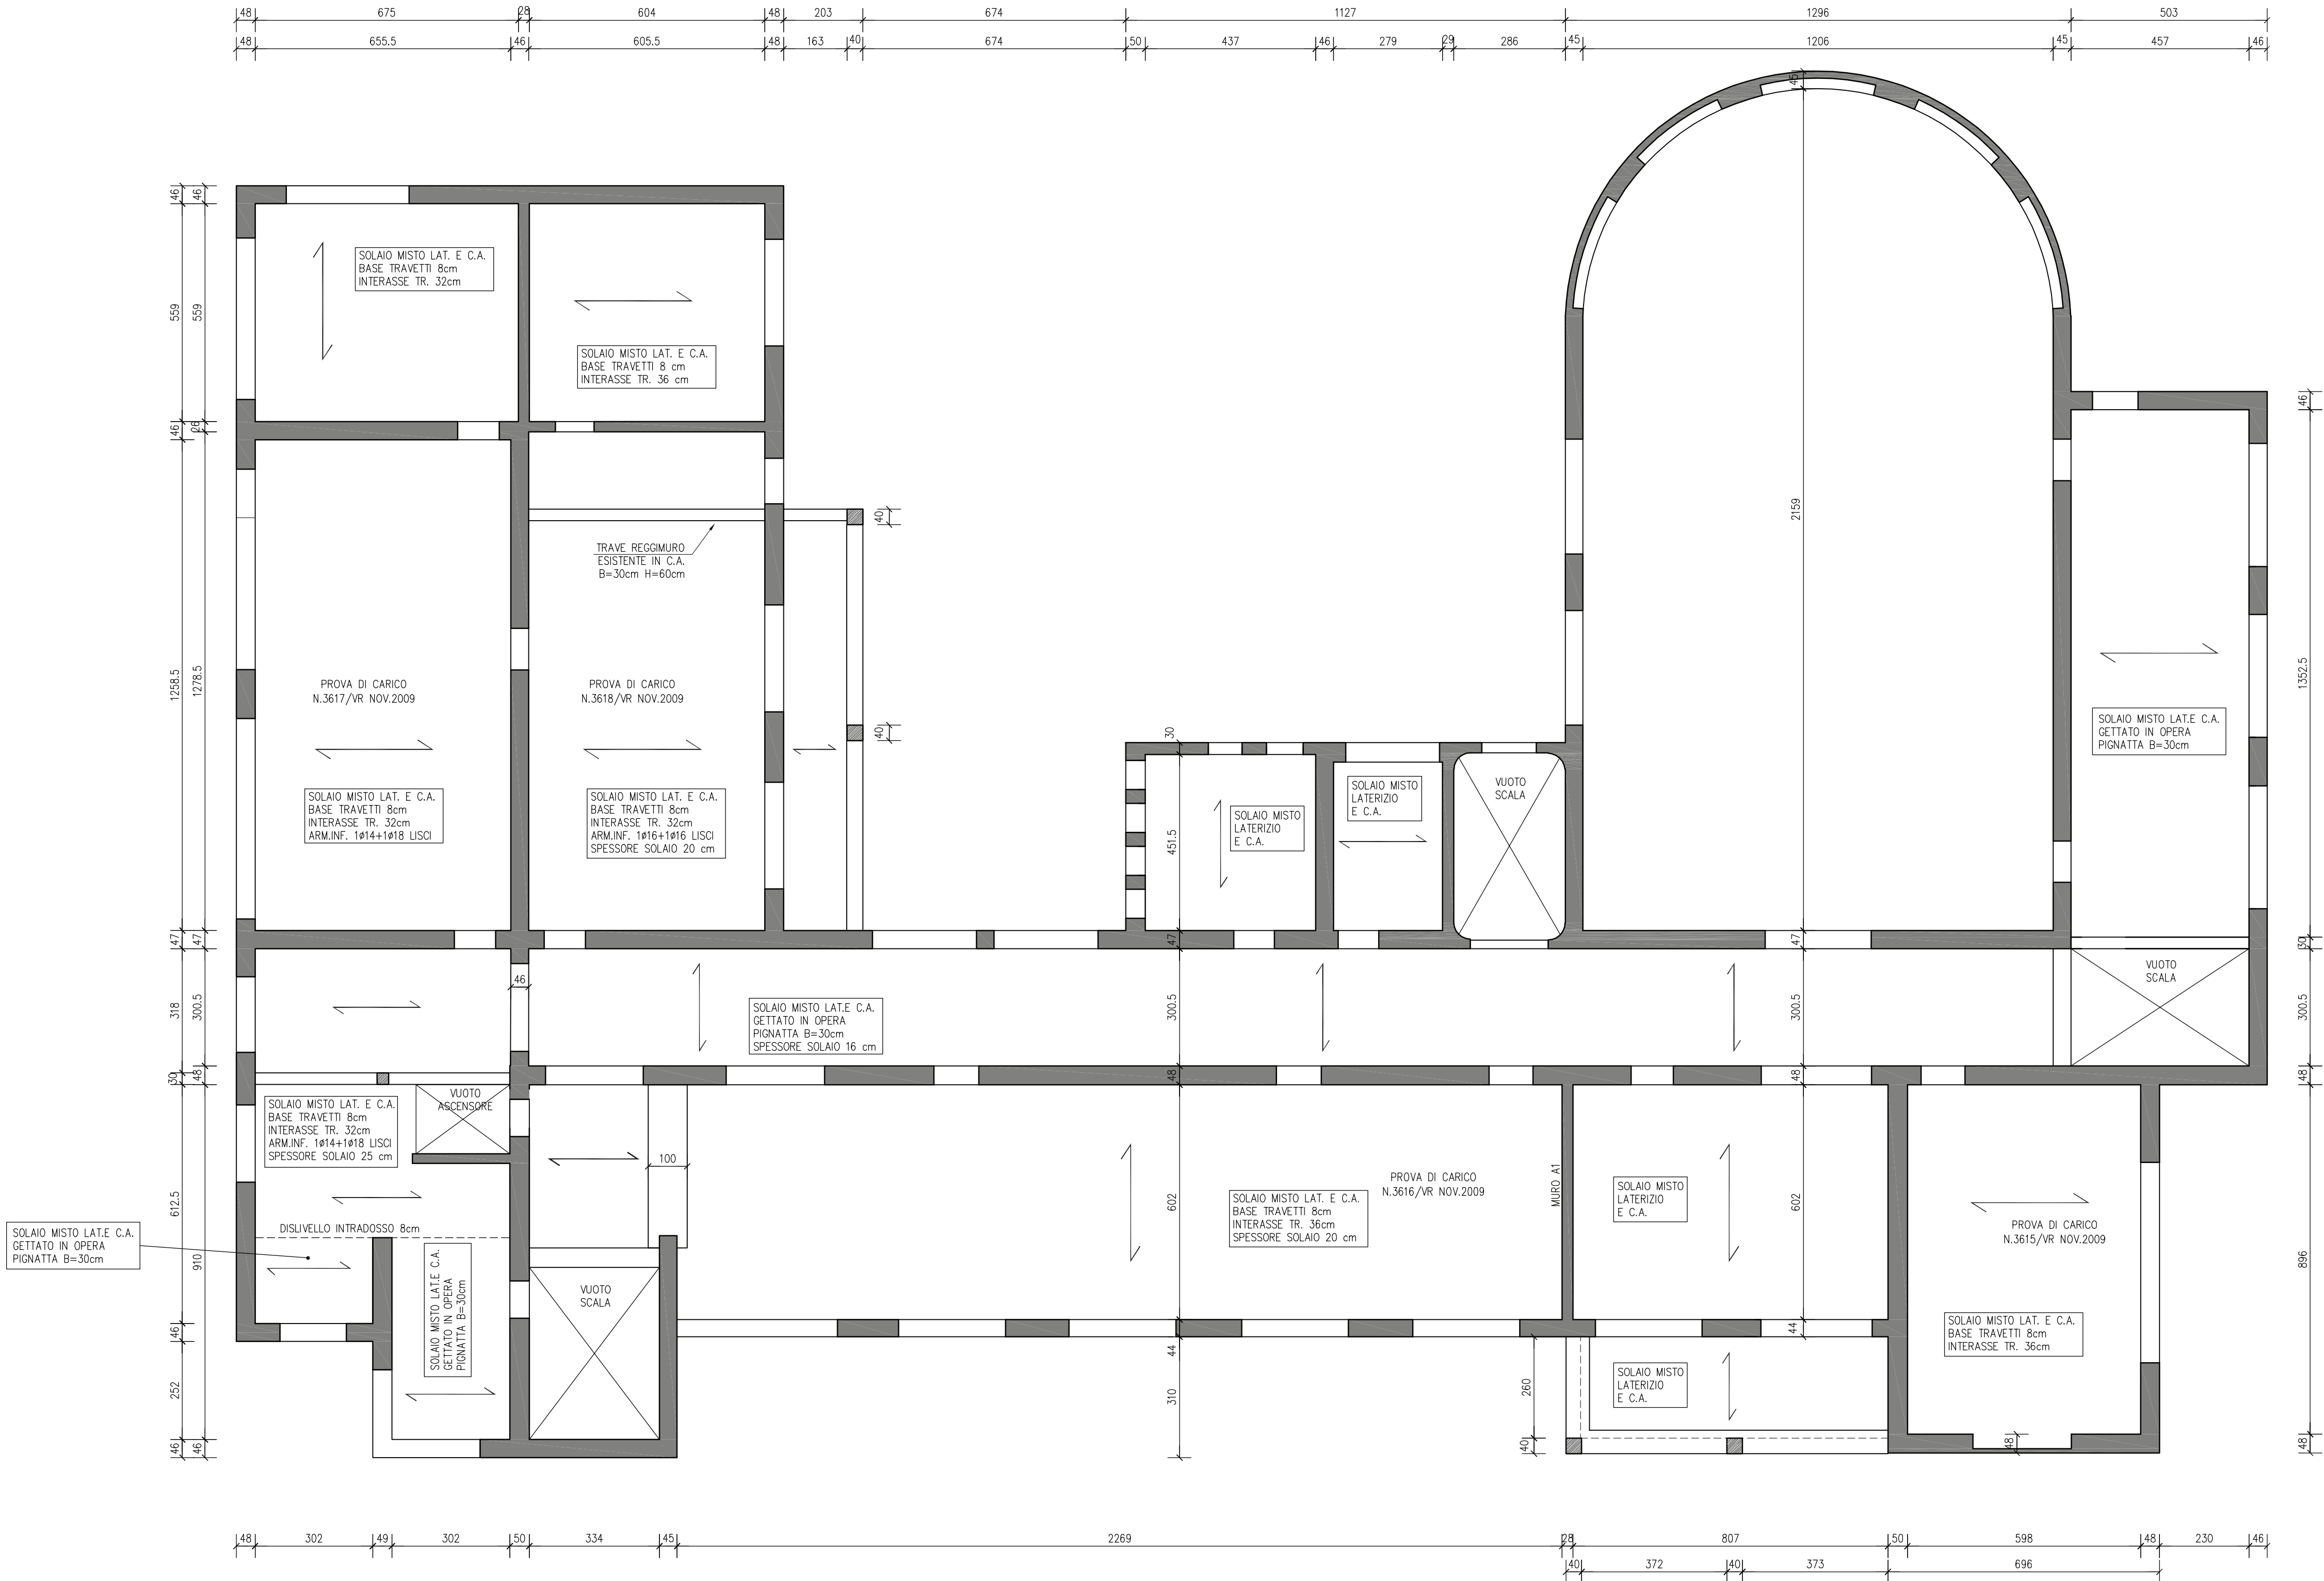 48 675 28 604 48 203 674 1127 1296 503
48 655.5 46 605.5 48 163 40 674 50 437 46 279 29 286 45 1206 45 457 46
45
46 46
559 559
46 26
1258.5 1278.5
47 47
318 300.5
30 48
612.5 910
46
252
46 46
SOLAIO MISTO LAT. E C.A.
BASE TRAVETTI 8cm
INTERASSE TR. 32cm
SOLAIO MISTO LAT. E C.A.
BASE TRAVETTI 8 cm
INTERASSE TR. 36 cm
TRAVE REGGIMURO
ESISTENTE IN C.A.
B=30cm H=60cm
40
40
PROVA DI CARICO
N.3617/VR NOV.2009
PROVA DI CARICO
N.3618/VR NOV.2009
SOLAIO MISTO LAT. E C.A.
BASE TRAVETTI 8cm
INTERASSE TR. 32cm
ARM.INF. 1ø14+1ø18 LISCI
SOLAIO MISTO LAT. E C.A.
BASE TRAVETTI 8cm
INTERASSE TR. 32cm
ARM.INF. 1ø16+1ø16 LISCI
SPESSORE SOLAIO 20 cm
30
451.5
47
300.5
48
602
44
310
SOLAIO MISTO
LATERIZIO
E C.A.
SOLAIO MISTO
LATERIZIO
E C.A.
VUOTO
SCALA
2159
47
300.5
48
602
44
SOLAIO MISTO LAT.E C.A.
GETTATO IN OPERA
PIGNATTA B=30cm
46
1352.5
30
300.5
48
896
48
VUOTO
SCALA
46
SOLAIO MISTO LAT.E C.A.
GETTATO IN OPERA
PIGNATTA B=30cm
SPESSORE SOLAIO 16 cm
VUOTO
ASCENSORE
SOLAIO MISTO LAT. E C.A.
BASE TRAVETTI 8cm
INTERASSE TR. 32cm
ARM.INF. 1ø14+1ø18 LISCI
SPESSORE SOLAIO 25 cm
100
DISLIVELLO INTRADOSSO 8cm
SOLAIO MISTO LAT.E C.A.
GETTATO IN OPERA
PIGNATTA B=30cm
SOLAIO MISTO LAT.E C.A.
GETTATO IN OPERA
PIGNATTA B=30cm
VUOTO
SCALA
PROVA DI CARICO
N.3616/VR NOV.2009
SOLAIO MISTO LAT. E C.A.
BASE TRAVETTI 8cm
INTERASSE TR. 36cm
SPESSORE SOLAIO 20 cm
MURO A1
SOLAIO MISTO
LATERIZIO
E C.A.
PROVA DI CARICO
N.3615/VR NOV.2009
SOLAIO MISTO LAT. E C.A.
BASE TRAVETTI 8cm
INTERASSE TR. 36cm
SOLAIO MISTO
LATERIZIO
E C.A.
260
40
48
48 302 49 302 50 334 45 2269 28 807 50 598 48 230 46
40 372 40 373 696